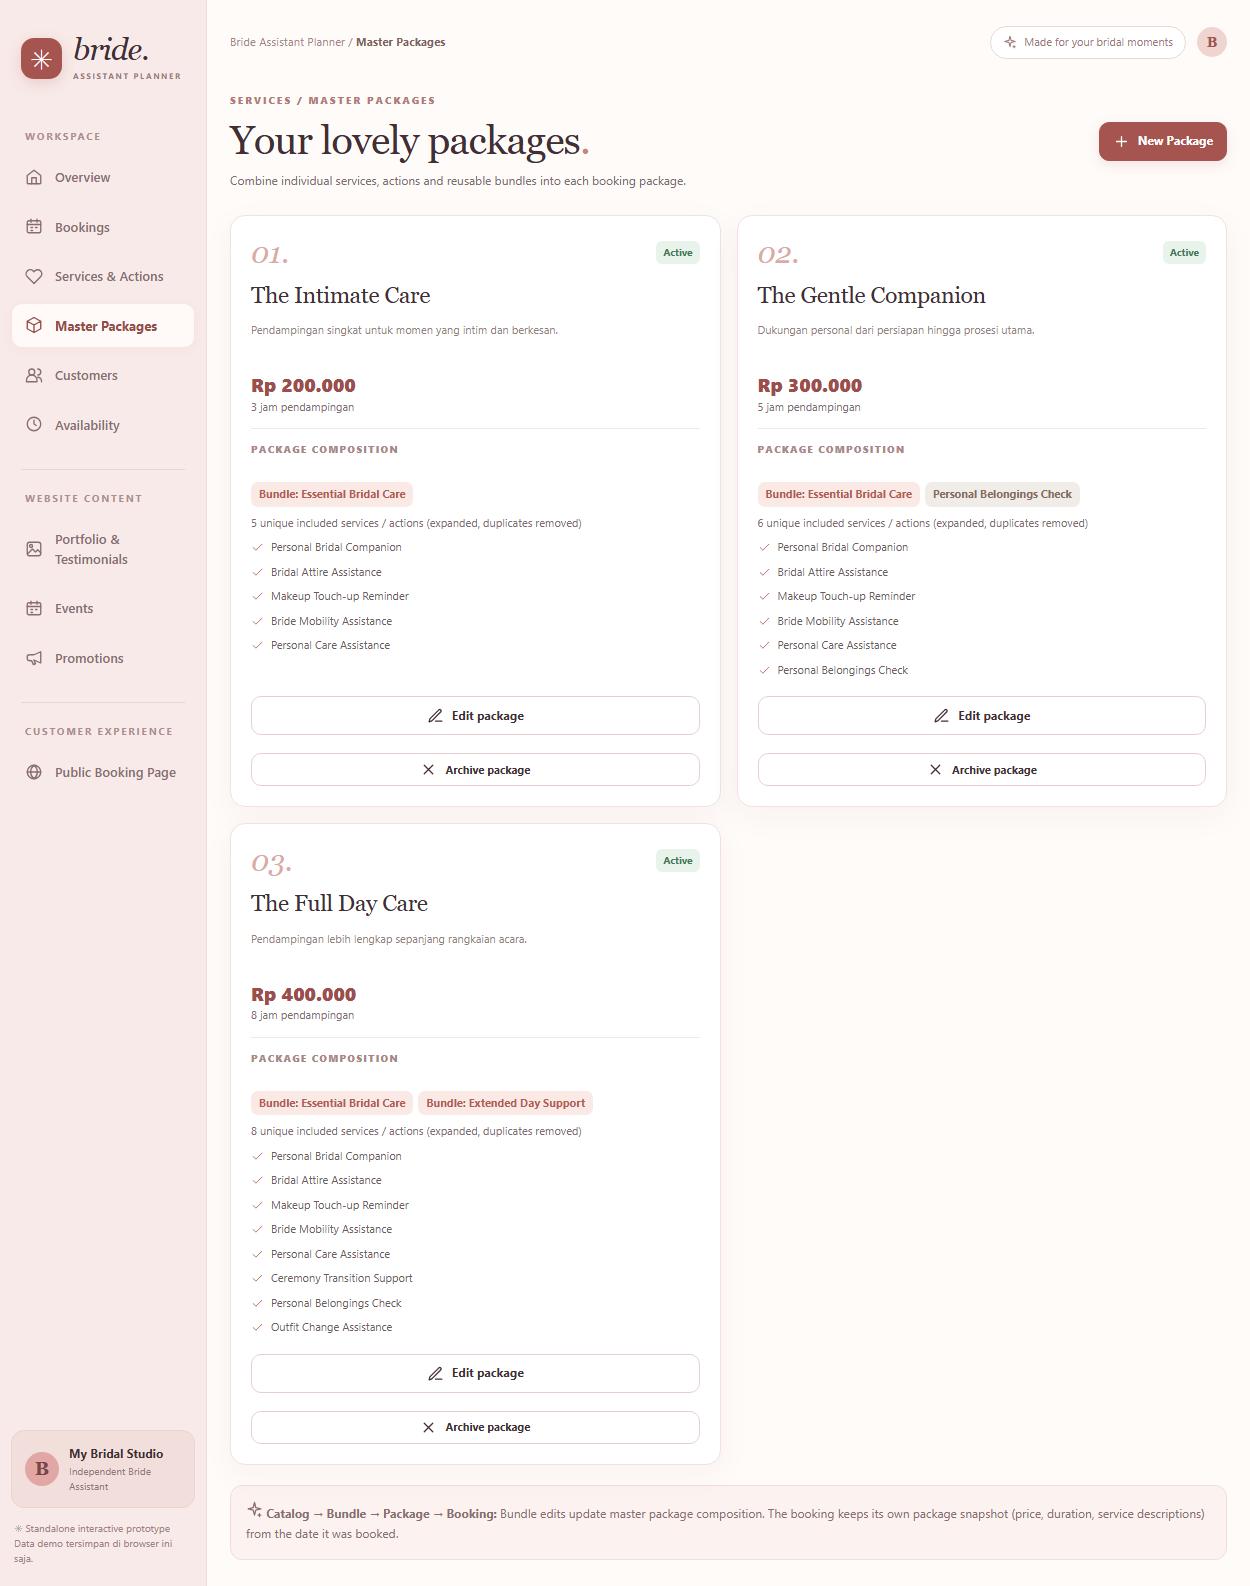 bride.
ASSISTANT PLANNER
WORKSPACE
Overview
Bookings
Services & Actions
Master Packages
Customers
Availability
WEBSITE CONTENT
Portfolio &
Testimonials
Events
Promotions
CUSTOMER EXPERIENCE
Public Booking Page
B
My Bridal Studio
Independent Bride
Assistant
✳ Standalone interactive prototype
Data demo tersimpan di browser ini
saja.
Bride Assistant Planner / Master Packages
Made for your bridal moments
B
SERVICES / MASTER PACKAGES
Your lovely packages.
Combine individual services, actions and reusable bundles into each booking package.
New Package
01.
Active
The Intimate Care
Pendampingan singkat untuk momen yang intim dan berkesan.
Rp 200.000
3 jam pendampingan
PACKAGE COMPOSITION
Bundle: Essential Bridal Care
5 unique included services / actions (expanded, duplicates removed)
Personal Bridal Companion
Bridal Attire Assistance
Makeup Touch-up Reminder
Bride Mobility Assistance
Personal Care Assistance
Edit package
Archive package
02.
Active
The Gentle Companion
Dukungan personal dari persiapan hingga prosesi utama.
Rp 300.000
5 jam pendampingan
PACKAGE COMPOSITION
Bundle: Essential Bridal Care
Personal Belongings Check
6 unique included services / actions (expanded, duplicates removed)
Personal Bridal Companion
Bridal Attire Assistance
Makeup Touch-up Reminder
Bride Mobility Assistance
Personal Care Assistance
Personal Belongings Check
Edit package
Archive package
03.
Active
The Full Day Care
Pendampingan lebih lengkap sepanjang rangkaian acara.
Rp 400.000
8 jam pendampingan
PACKAGE COMPOSITION
Bundle: Essential Bridal Care
Bundle: Extended Day Support
8 unique included services / actions (expanded, duplicates removed)
Personal Bridal Companion
Bridal Attire Assistance
Makeup Touch-up Reminder
Bride Mobility Assistance
Personal Care Assistance
Ceremony Transition Support
Personal Belongings Check
Outfit Change Assistance
Edit package
Archive package
Catalog → Bundle → Package → Booking: Bundle edits update master package composition. The booking keeps its own package snapshot (price, duration, service descriptions)
from the date it was booked.